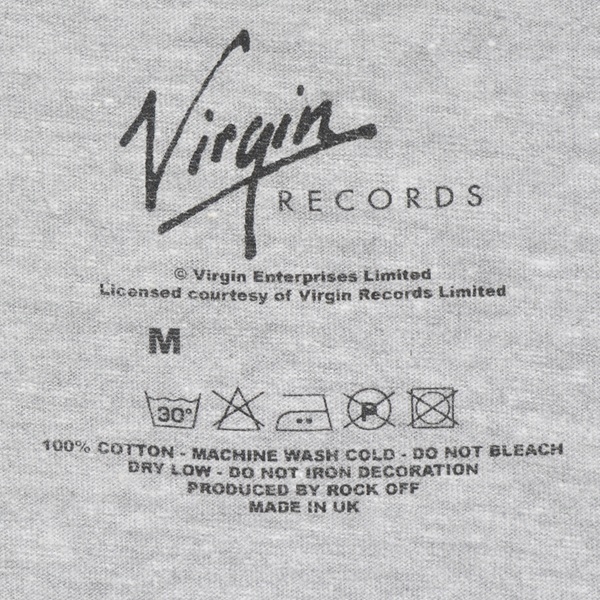 Virgin
RECORDS
© Virgin Enterprises Limited
Licensed courtesy of Virgin Records Limited
M
30° P
100% COTTON - MACHINE WASH COLD - DO NOT BLEACH
DRY LOW - DO NOT IRON DECORATION
PRODUCED BY ROCK OFF
MADE IN UK